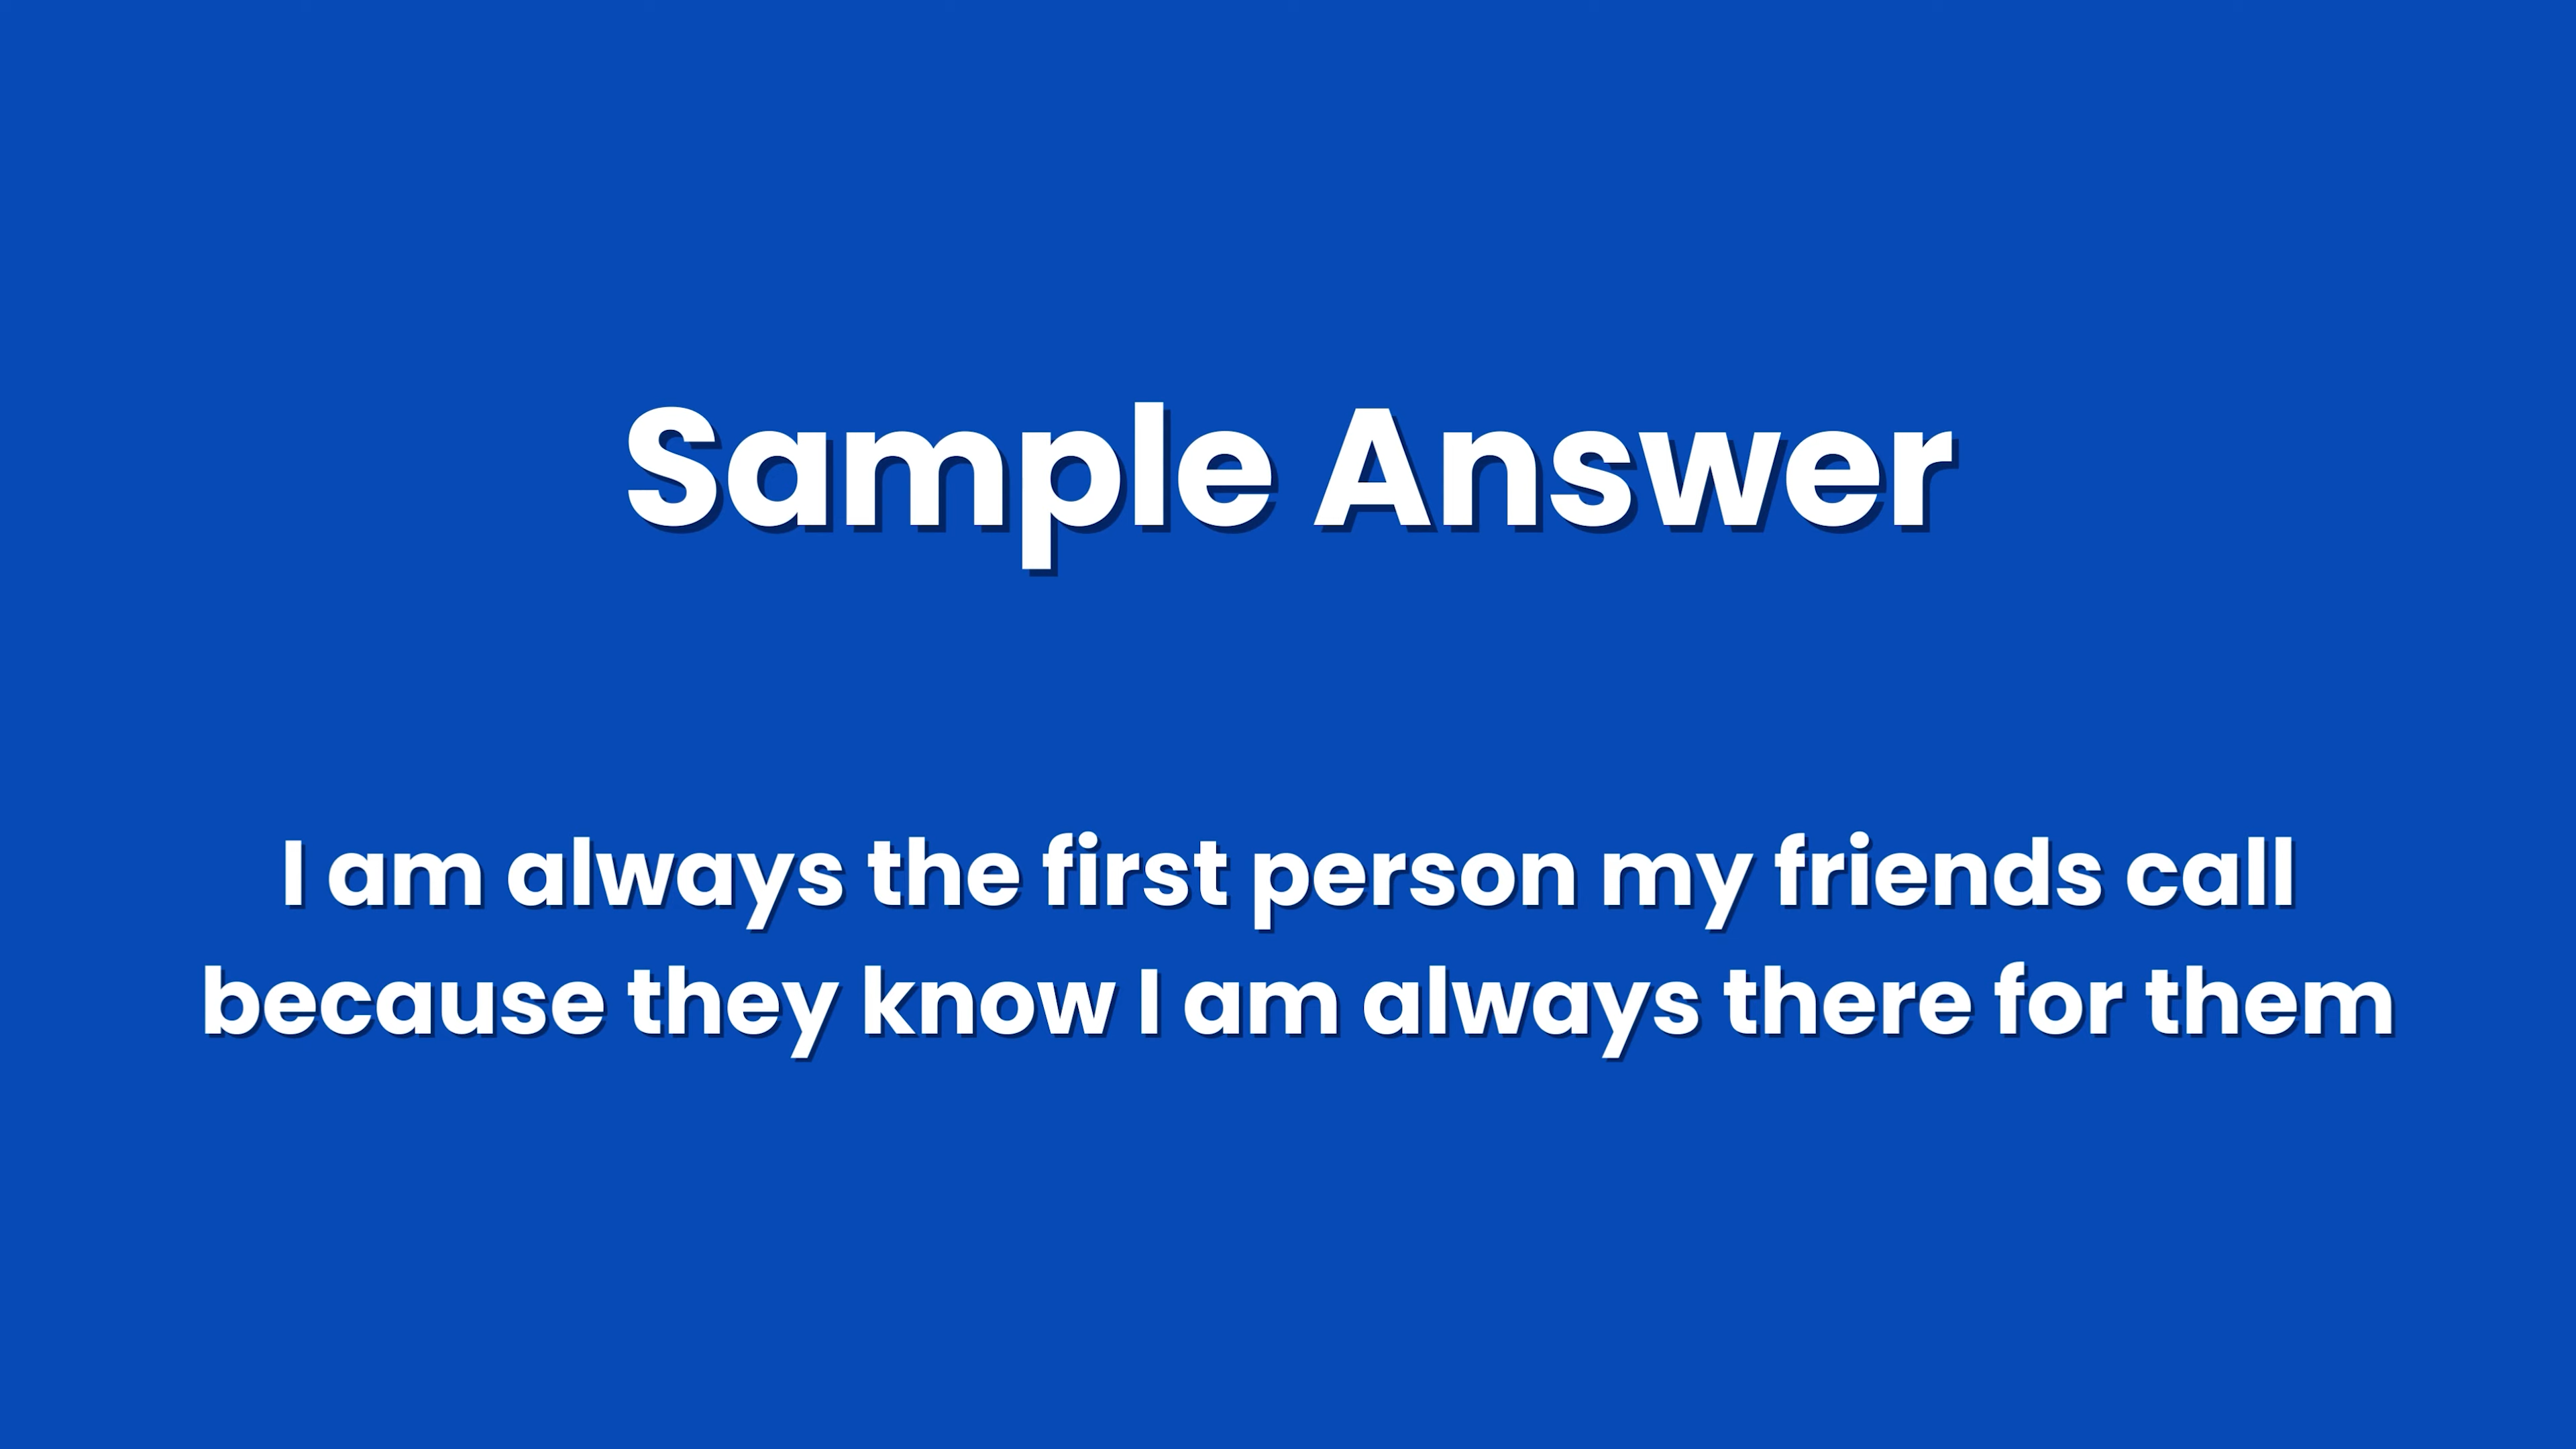 Sample Answer
I am always the first person my friends call
because they know I am always there for them